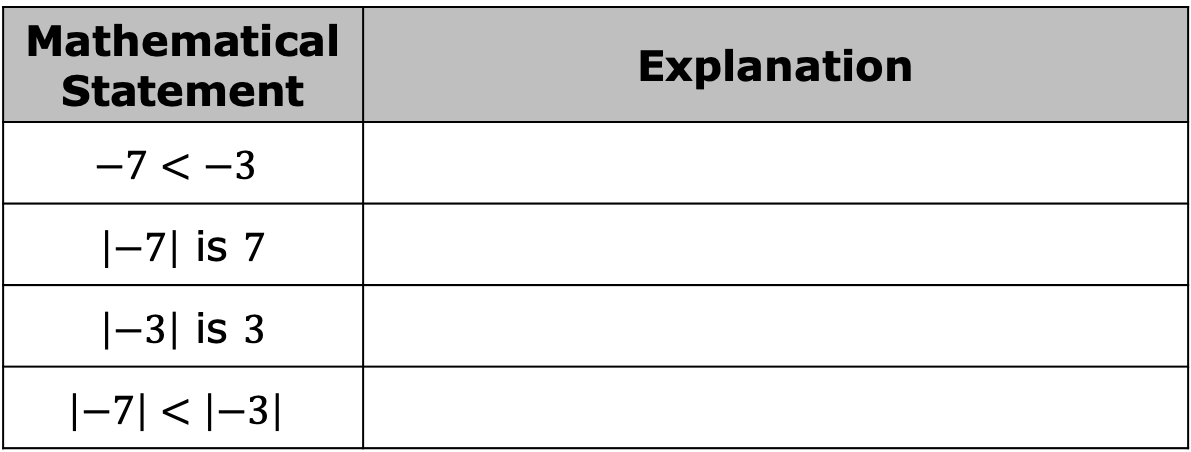 Mathematical
Statement
Explanation
−7 < −3
|−7| is 7
|−3| is 3
|−7| < |−3|